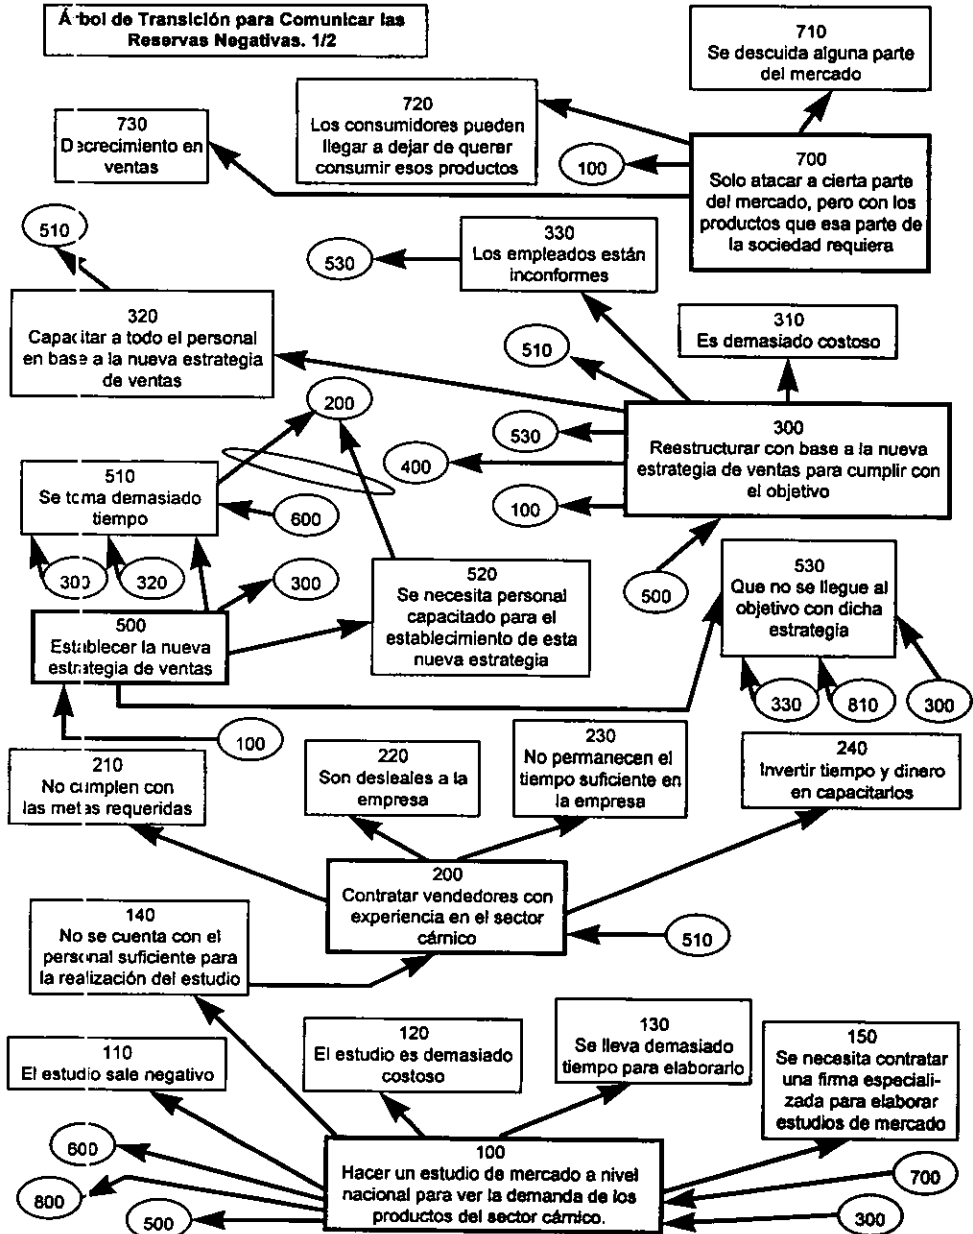 Árbol de Transición para Comunicar las
Reservas Negativas. 1/2
710
Se descuida alguna parte
del mercado
720
Los consumidores pueden
llegar a dejar de querer
consumir esos productos
730
Decrecimiento en
ventas
100
700
Solo atacar a cierta parte
del mercado, pero con los
productos que esa parte de
la sociedad requiera
510
530
330
Los empleados están
inconformes
320
Capacitar a todo el personal
en base a la nueva estrategia
de ventas
510
310
Es demasiado costoso
200
530
400
100
300
Reestructurar con base a la nueva
estrategia de ventas para cumplir con
el objetivo
510
Se toma demasiado
tiempo
600
300
320
300
500
530
Que no se llegue al
objetivo con dicha
estrategia
520
Se necesita personal
capacitado para el
establecimiento de esta
nueva estrategia
500
Establecer la nueva
estrategia de ventas
330
810
300
100
210
No cumplen con
las metas requeridas
220
Son desleales a la
empresa
230
No permanecen el
tiempo suficiente en
la empresa
240
Invertir tiempo y dinero
en capacitarlos
200
Contratar vendedores con
experiencia en el sector
cárnico
510
140
No se cuenta con el
personal suficiente para
la realización del estudio
110
El estudio sale negativo
120
El estudio es demasiado
costoso
130
Se lleva demasiado
tiempo para elaborarlo
150
Se necesita contratar
una firma especiali-
zada para elaborar
estudios de mercado
600
800
500
100
Hacer un estudio de mercado a nivel
nacional para ver la demanda de los
productos del sector cárnico.
700
300